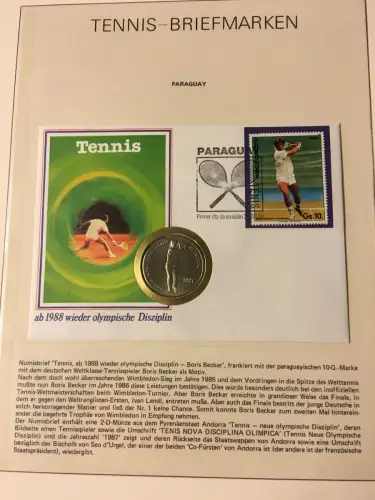 TENNIS-BRIEFMARKEN
PARAGUAY
Tennis
PARAGUAY
Primer día de emisión
Gs.10.
1987
ab 1988 wieder olympische Disziplin
Numisbrief "Tennis, ab 1988 wieder olympische Disziplin – Boris Becker', frankiert mit der paraguayischen 10-G.-Marke
mit dem deutschen Weltklasse-Tennisspieler Boris Becker als Motiv.
Nach dem doch wohl überraschenden Wimbledon-Sieg im Jahre 1985 und dem Vordringen in die Spitze des Welttennis
mußte nun Boris Becker im Jahre 1986 diese Leistungen bestätigen. Dies wurde besonders deutlich bei den inoffiziellen
Tennis-Weltmeisterschaften beim Wimbledon-Turnier. Aber Boris Becker erreichte in grandioser Weise das Finale, in
dem er gegen den Weltranglisten-Ersten, Ivan Lendl, antreten mußte. Aber auch das Finale bestritt der junge Deutsche in
solch hervorragender Manier und ließ der Nr. 1 keine Chance. Somit konnte Boris Becker zum zweiten Mal hinterein-
ander die begehrte Trophäe von Wimbledon in Empfang nehmen.
Der Numisbrief enthält eine 2-D-Münze aus dem Pyrenäenstaat Andorra 'Tennis – neue olympische Disziplin', deren
Bildseite einen Tennisspieler sowie die Umschrift 'TENIS NOVA DISCIPLINA OLIMPICA' (Tennis Neue Olympische
Disziplin) und die Jahreszahl '1987' zeigt und deren Rückseite das Staatswappen von Andorra sowie einen Umschrift
bezüglich des Bischofs von Seo d'Urgel, der einer der beiden 'Co-Fürsten' von Andorra ist (der andere ist der französische
Staatspräsident), wiedergibt.